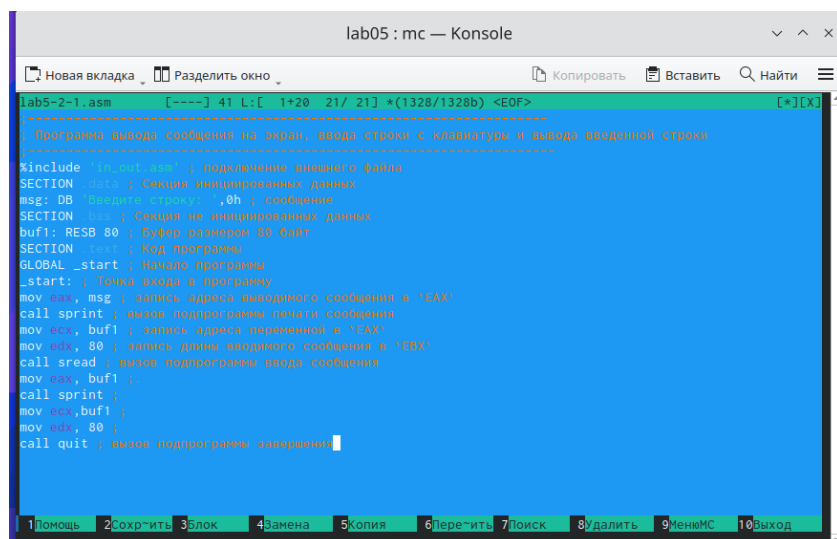 lab05 : mc — Konsole
Новая вкладка Разделить окно Копировать Вставить Найти
lab5-2-1.asm [----] 41 L:[ 1+20 21/ 21] *(1328/1328b) <EOF> [*][X]
;--------------------------------------------------------------------
; Программа вывода сообщения на экран, ввода строки с клавиатуры и вывода введенной строки
;---------------------------------------------------------------------
%include 'in_out.asm' ; подключение внешнего файла
SECTION .data ; Секция инициированных данных
msg: DB 'Введите строку: ',0h ; сообщение
SECTION .bss ; Секция не инициированных данных
buf1: RESB 80 ; Буфер размером 80 байт
SECTION .text ; Код программы
GLOBAL _start ; Начало программы
_start: ; Точка входа в программу
mov eax, msg ; запись адреса выводимого сообщения в `EAX`
call sprint ; вызов подпрограммы печати сообщения
mov ecx, buf1 ; запись адреса переменной в `EAX`
mov edx, 80 ; запись длины вводимого сообщения в `EBX`
call sread ; вызов подпрограммы ввода сообщения
mov eax, buf1 ;
call sprint ;
mov ecx,buf1 ;
mov edx, 80 ;
call quit ; вызов подпрограммы завершения
1Помощь 2Сохр~ить 3Блок 4Замена 5Копия 6Пере~ить 7Поиск 8Удалить 9МенюМС 10Выход